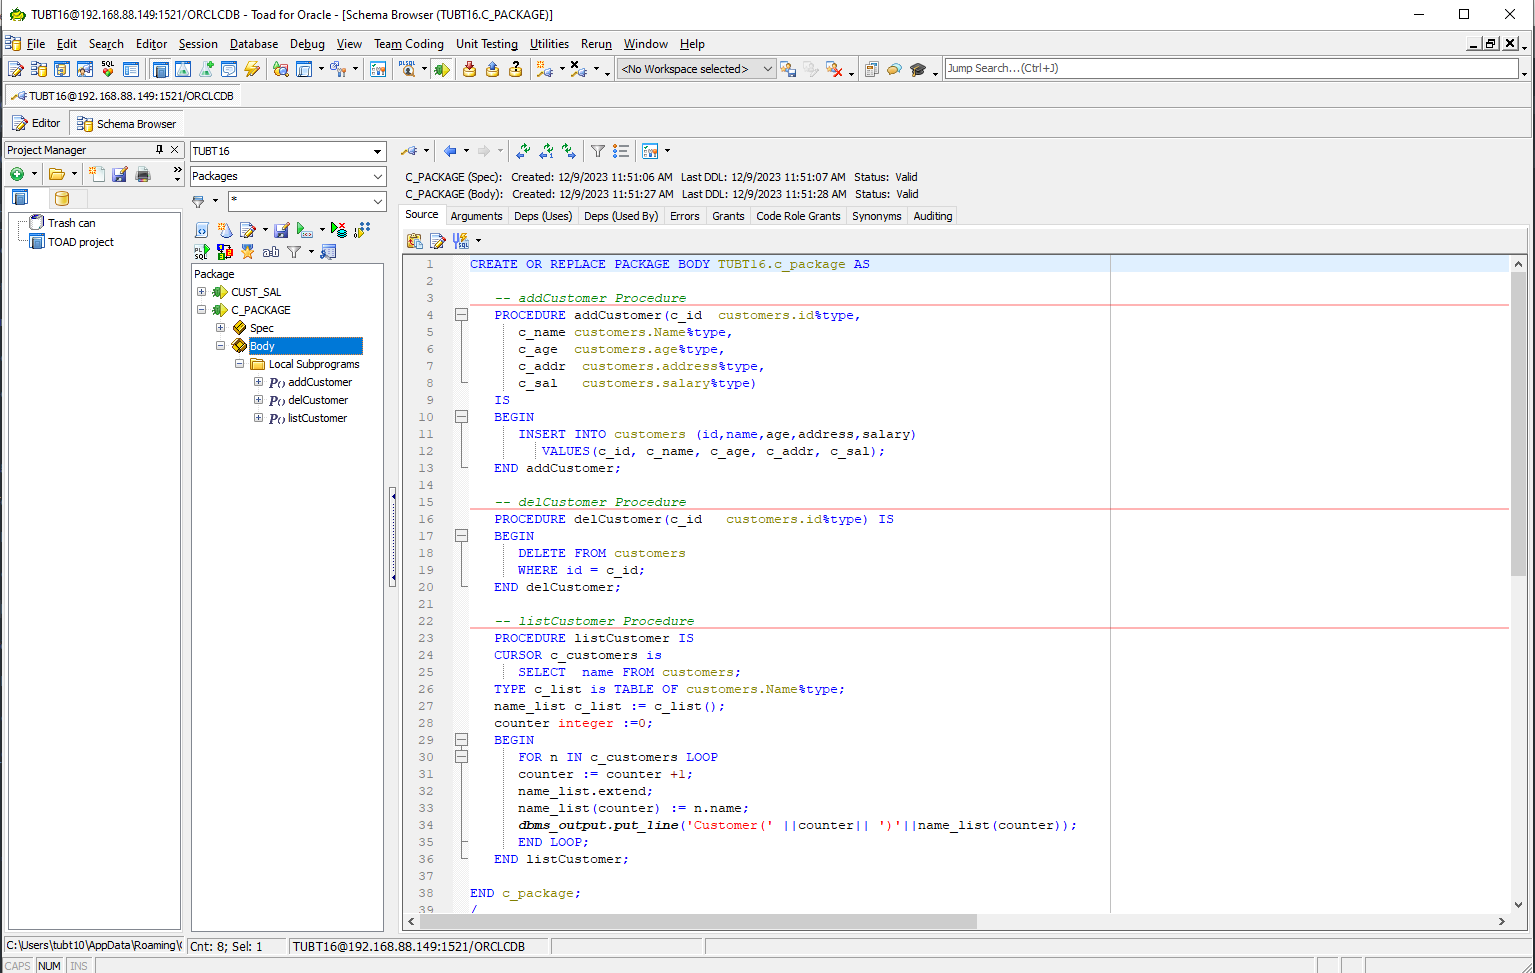 TUBT16@192.168.88.149:1521/ORCLCDB - Toad for Oracle - [Schema Browser (TUBT16.C_PACKAGE)]
File Edit Search Editor Session Database Debug View Team Coding Unit Testing Utilities Rerun Window Help
<No Workspace selected> Jump Search...(Ctrl+J)
TUBT16@192.168.88.149:1521/ORCLCDB
Editor Schema Browser
Project Manager
Trash can
TOAD project
TUBT16
Packages
*
Package
CUST_SAL
C_PACKAGE
Spec
Body
Local Subprograms
P() addCustomer
P() delCustomer
P() listCustomer
C_PACKAGE (Spec): Created: 12/9/2023 11:51:06 AM Last DDL: 12/9/2023 11:51:07 AM Status: Valid
C_PACKAGE (Body): Created: 12/9/2023 11:51:27 AM Last DDL: 12/9/2023 11:51:28 AM Status: Valid
Source Arguments Deps (Uses) Deps (Used By) Errors Grants Code Role Grants Synonyms Auditing
1 CREATE OR REPLACE PACKAGE BODY TUBT16.c_package AS
2
3 -- addCustomer Procedure
4 PROCEDURE addCustomer(c_id customers.id%type,
5 c_name customers.Name%type,
6 c_age customers.age%type,
7 c_addr customers.address%type,
8 c_sal customers.salary%type)
9 IS
10 BEGIN
11 INSERT INTO customers (id,name,age,address,salary)
12 VALUES(c_id, c_name, c_age, c_addr, c_sal);
13 END addCustomer;
14
15 -- delCustomer Procedure
16 PROCEDURE delCustomer(c_id customers.id%type) IS
17 BEGIN
18 DELETE FROM customers
19 WHERE id = c_id;
20 END delCustomer;
21
22 -- listCustomer Procedure
23 PROCEDURE listCustomer IS
24 CURSOR c_customers is
25 SELECT name FROM customers;
26 TYPE c_list is TABLE OF customers.Name%type;
27 name_list c_list := c_list();
28 counter integer :=0;
29 BEGIN
30 FOR n IN c_customers LOOP
31 counter := counter +1;
32 name_list.extend;
33 name_list(counter) := n.name;
34 dbms_output.put_line('Customer(' ||counter|| ')'||name_list(counter));
35 END LOOP;
36 END listCustomer;
37
38 END c_package;
39 /
C:\Users\tubt10\AppData\Roaming\ Cnt: 8; Sel: 1 TUBT16@192.168.88.149:1521/ORCLCDB
CAPS NUM INS